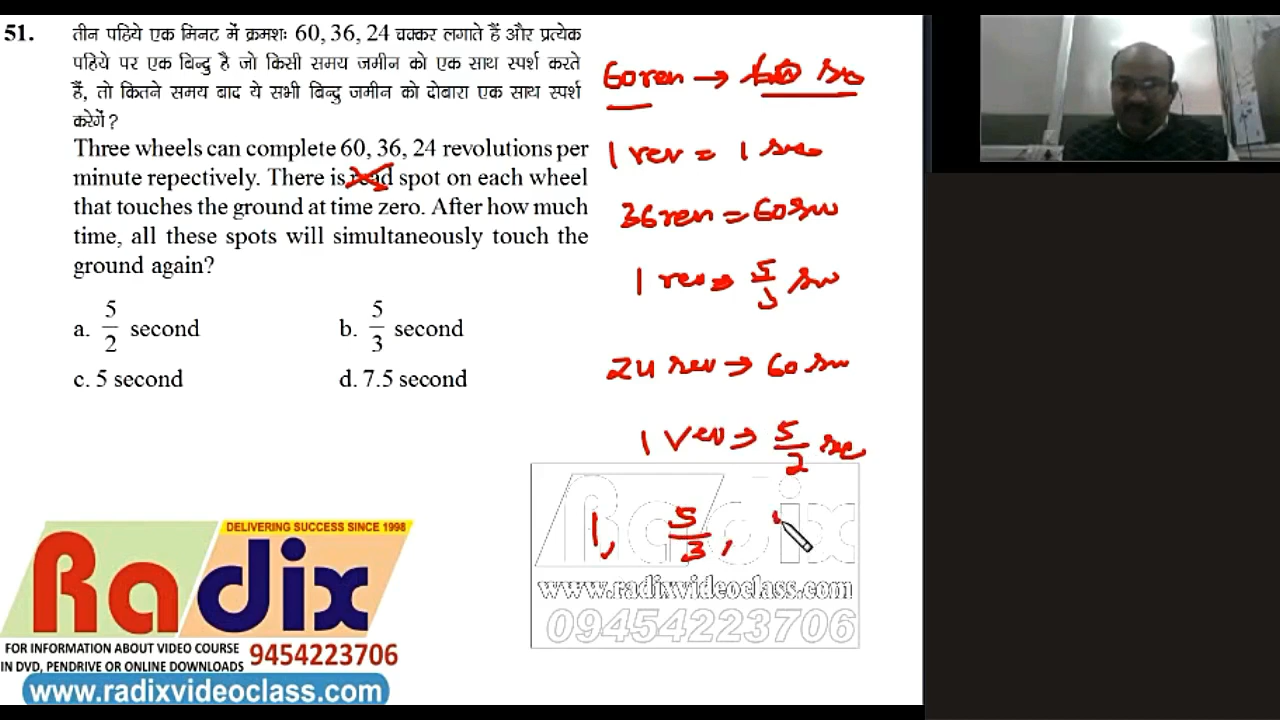 51. तीन पहिये एक मिनट में क्रमशः 60, 36, 24 चक्कर लगाते हैं और प्रत्येक
पहिये पर एक बिन्दु है जो किसी समय जमीन को एक साथ स्पर्श करते
हैं, तो कितने समय बाद ये सभी बिन्दु जमीन को दोबारा एक साथ स्पर्श
करेगें?
Three wheels can complete 60, 36, 24 revolutions per
minute repectively. There is spot on each wheel
that touches the ground at time zero. After how much
time, all these spots will simultaneously touch the
ground again?
a. 5/2 second b. 5/3 second
c. 5 second d. 7.5 second
60 rev → 60 sec
1 rev = 1 sec
36 rev = 60 sec
1 rev = 5/3 sec
24 rev → 60 sec
1 rev → 5/2 sec
1, 5/3,
Radix
www.radixvideoclass.com
09454223706
DELIVERING SUCCESS SINCE 1998
Radix
FOR INFORMATION ABOUT VIDEO COURSE
IN DVD, PENDRIVE OR ONLINE DOWNLOADS 9454223706
www.radixvideoclass.com